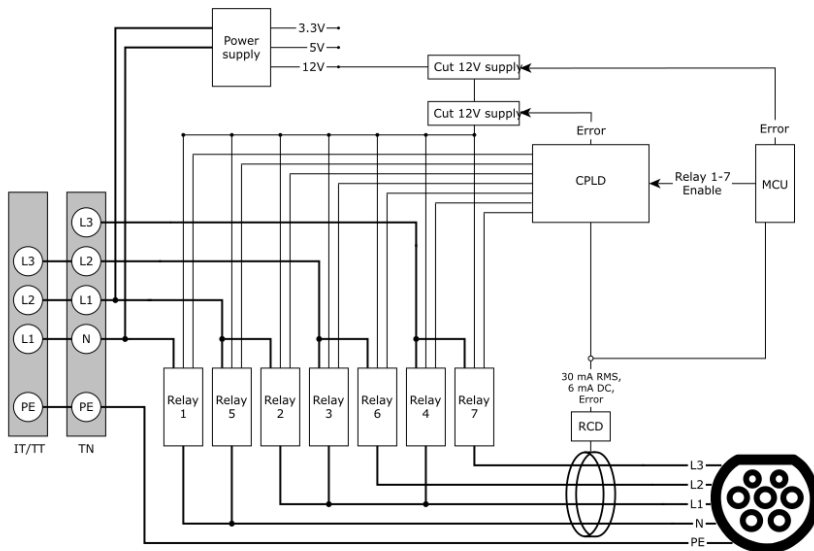 Power
supply
3.3V
5V
12V
Cut 12V supply
Cut 12V supply
Error
Error
CPLD
Relay 1-7
Enable
MCU
L3
L3
L2
L2
L1
L1
N
PE
PE
IT/TT
TN
Relay
1
Relay
5
Relay
2
Relay
3
Relay
6
Relay
4
Relay
7
30 mA RMS,
6 mA DC,
Error
RCD
L3
L2
L1
N
PE